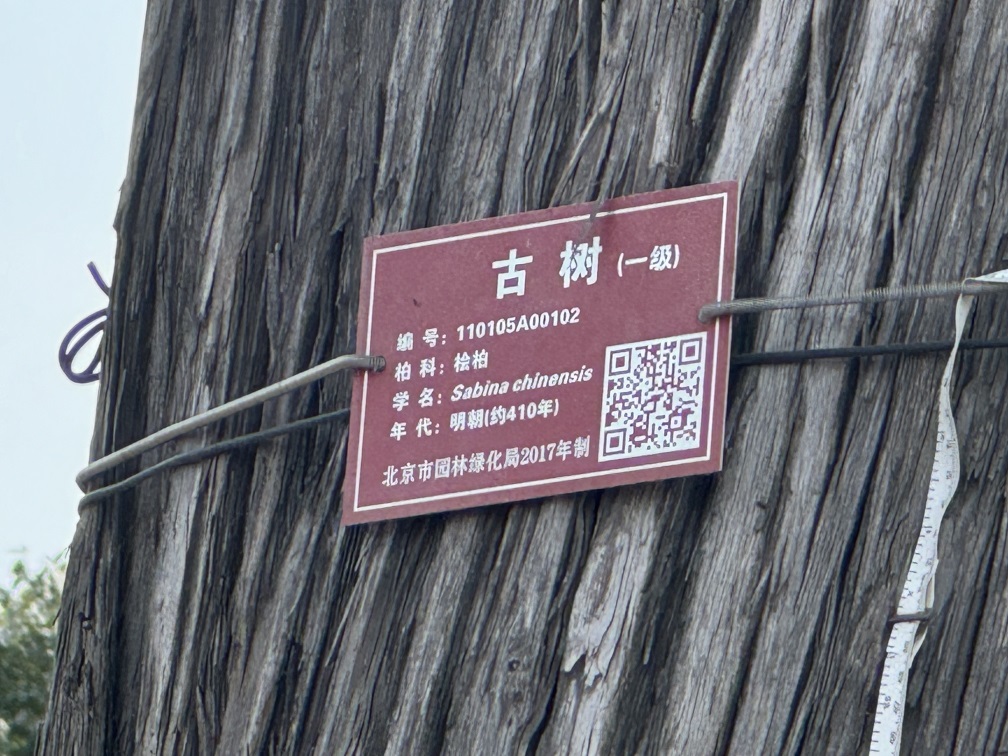 古 树 (一级)
编 号：110105A00102
柏 科：桧柏
学 名：Sabina chinensis
年 代：明朝(约410年)
北京市园林绿化局2017年制